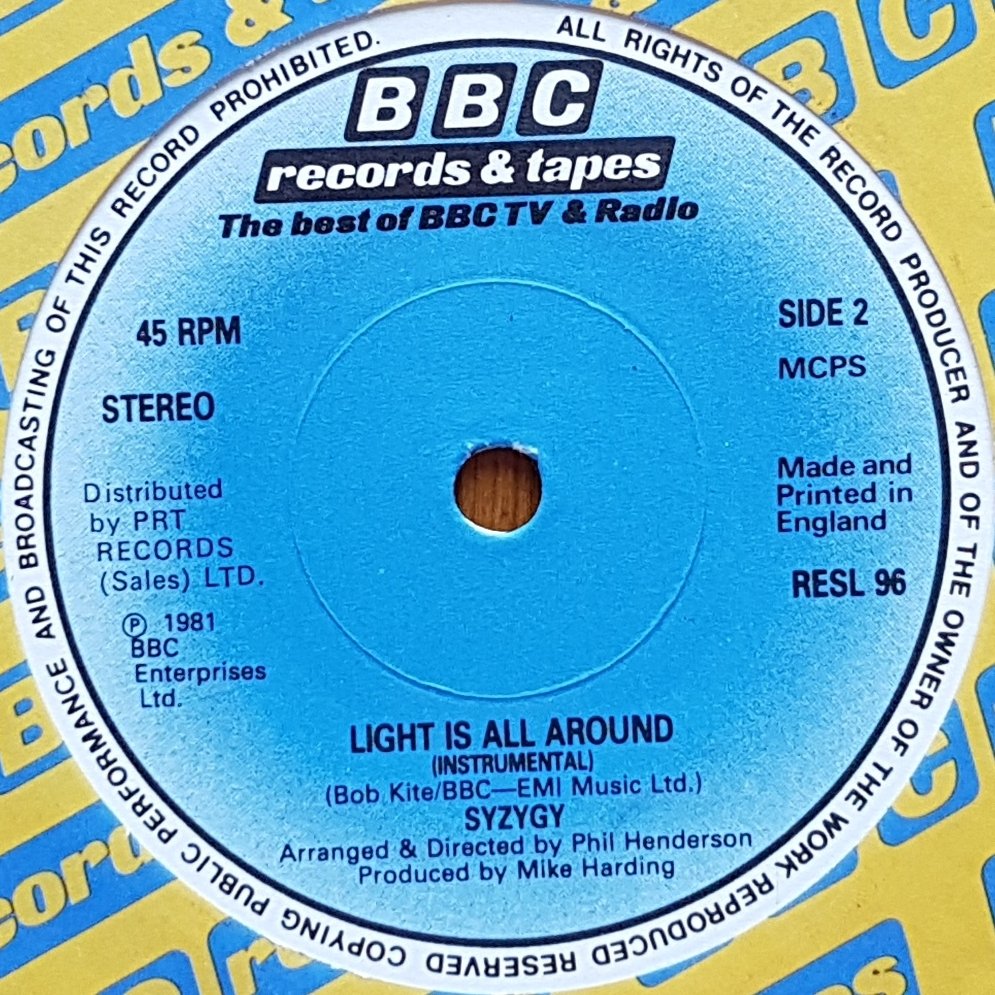 ALL RIGHTS OF THE RECORD PRODUCER AND OF THE OWNER OF THE WORK REPRODUCED RESERVED COPYING PUBLIC PERFORMANCE AND BROADCASTING OF THIS RECORD PROHIBITED.
BBC
records & tapes
The best of BBC TV & Radio
45 RPM
STEREO
Distributed
by PRT
RECORDS
(Sales) LTD.
Ⓟ 1981
BBC
Enterprises
Ltd.
SIDE 2
MCPS
Made and
Printed in
England
RESL 96
LIGHT IS ALL AROUND
(INSTRUMENTAL)
(Bob Kite/BBC—EMI Music Ltd.)
SYZYGY
Arranged & Directed by Phil Henderson
Produced by Mike Harding